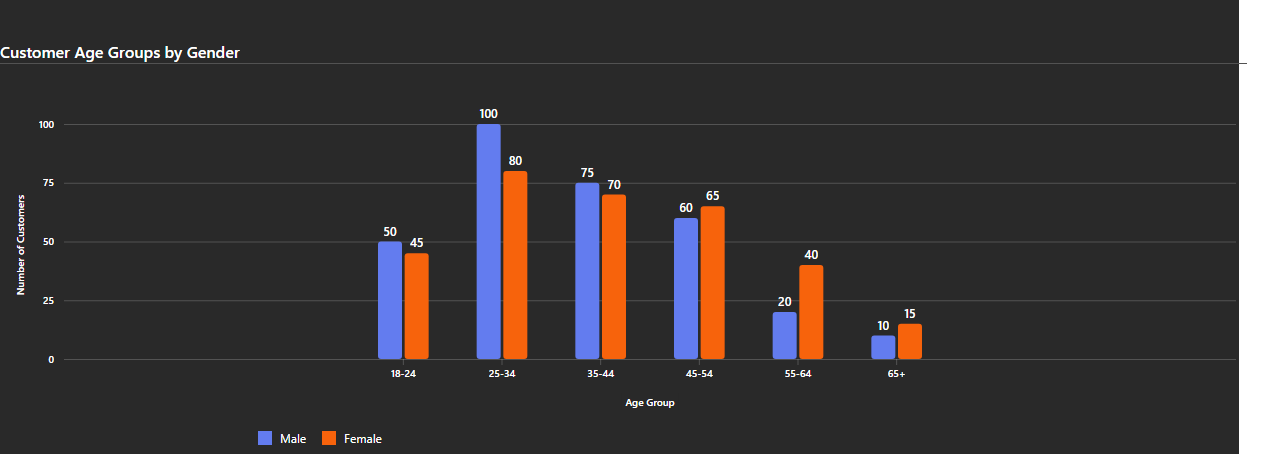 Customer Age Groups by Gender
100
75
50
25
0
Number of Customers
50 45
100 80
75 70
60 65
20 40
10 15
18-24 25-34 35-44 45-54 55-64 65+
Age Group
Male Female